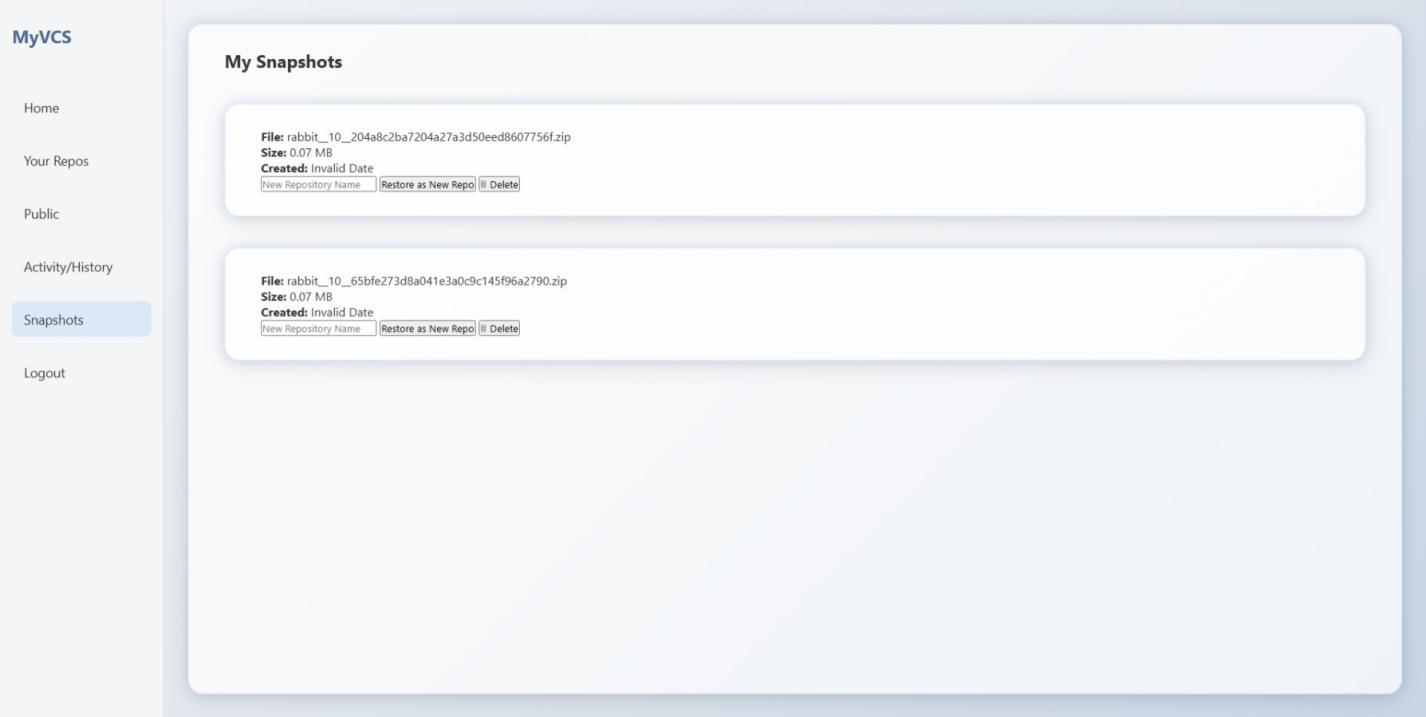 MyVCS
Home
Your Repos
Public
Activity/History
Snapshots
Logout
My Snapshots
File: rabbit__10__204a8c2ba7204a27a3d50eed8607756f.zip
Size: 0.07 MB
Created: Invalid Date
New Repository Name Restore as New Repo Delete
File: rabbit__10__65bfe273d8a041e3a0c9c145f96a2790.zip
Size: 0.07 MB
Created: Invalid Date
New Repository Name Restore as New Repo Delete